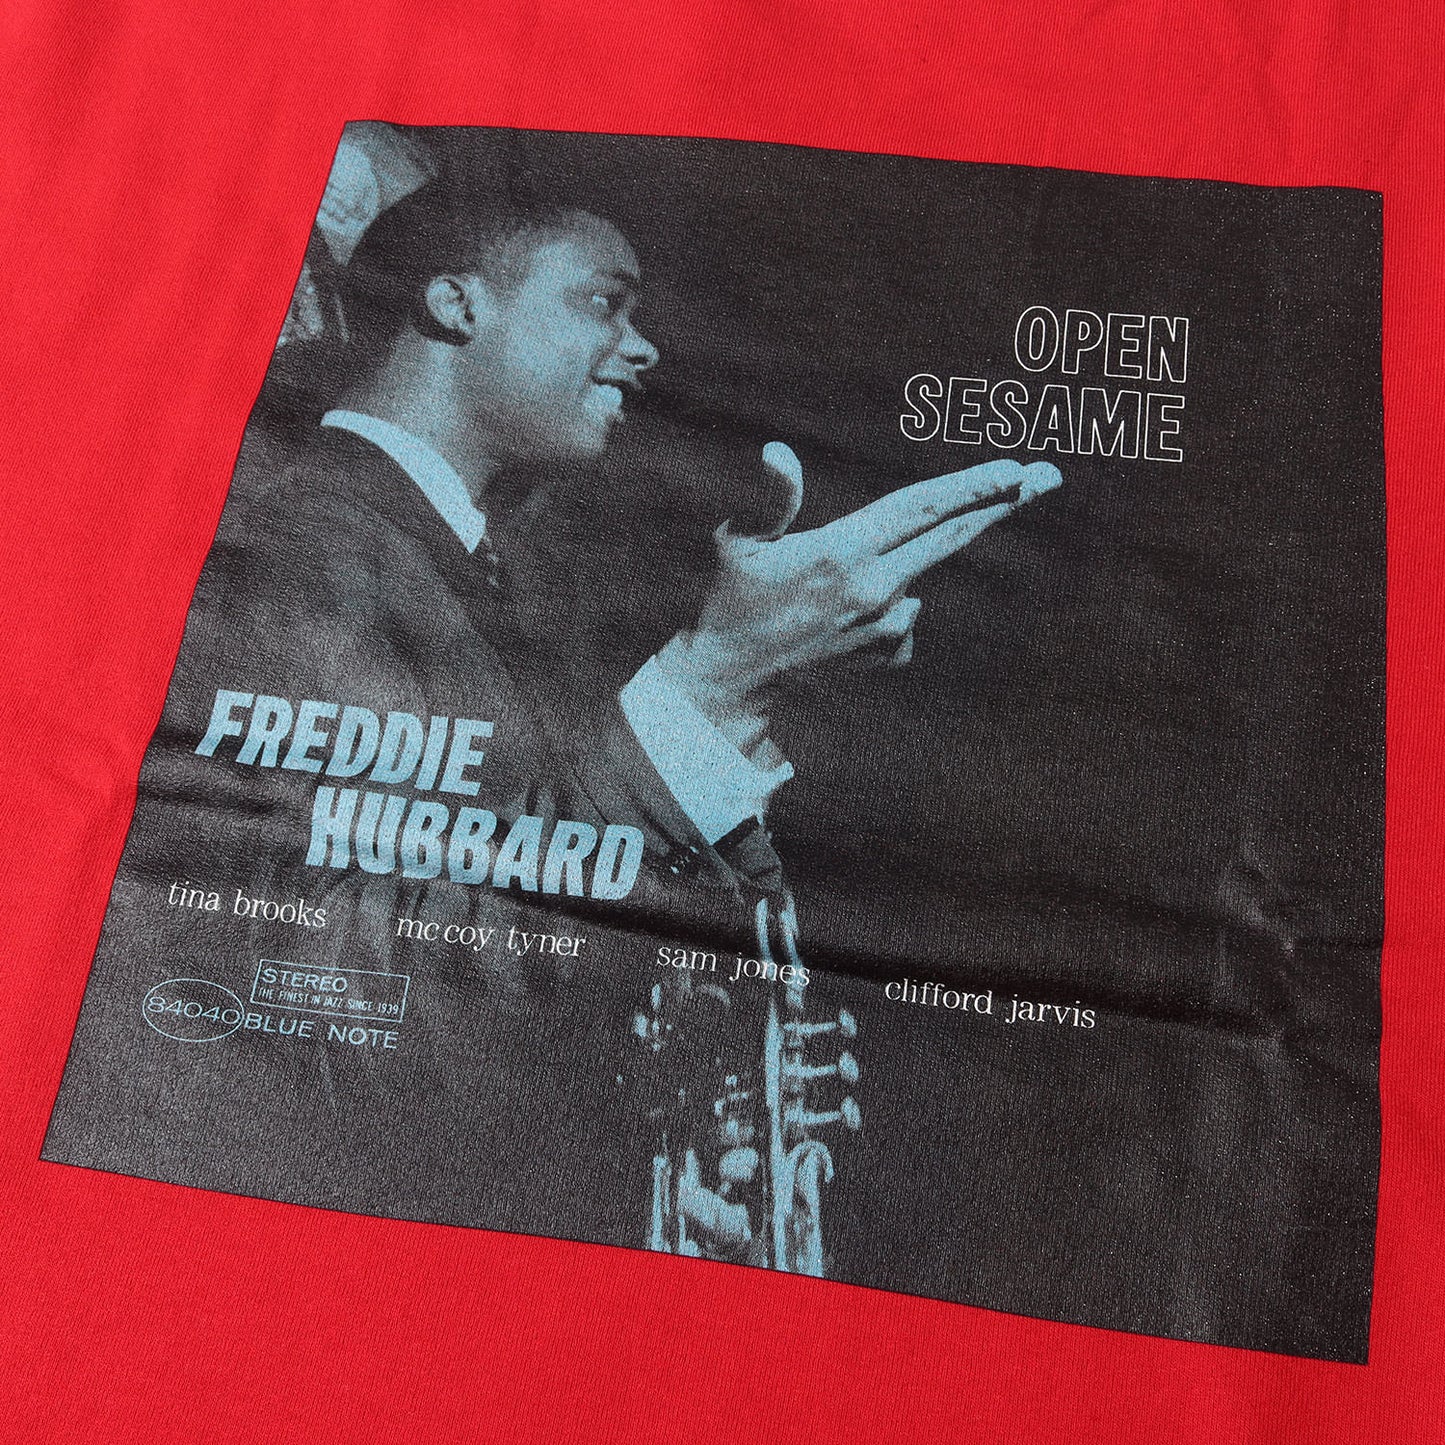 OPEN
SESAME
FREDDIE
HUBBARD
tina brooks mc coy tyner sam jones clifford jarvis
STEREO
THE FINEST IN JAZZ SINCE 1939
84040 BLUE NOTE